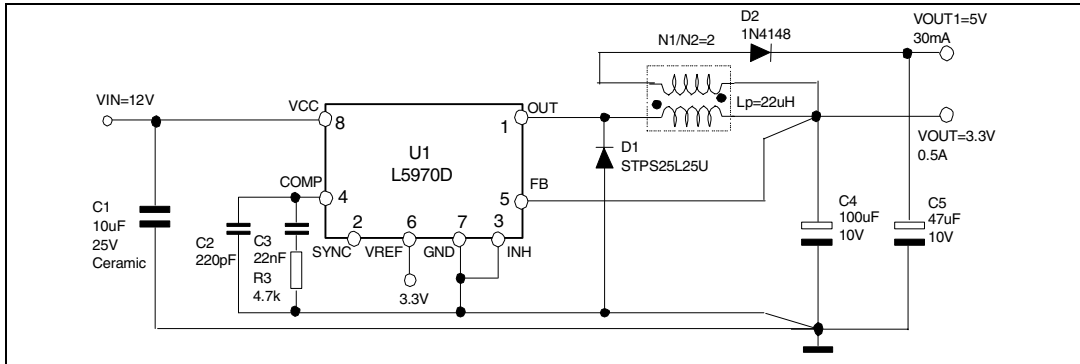 D2
1N4148
VOUT1=5V
30mA
N1/N2=2
VIN=12V
VCC
8
OUT
1
Lp=22uH
U1
L5970D
D1
STPS25L25U
VOUT=3.3V
0.5A
COMP
4
5
FB
C1
10uF
25V
Ceramic
C2
220pF
C3
22nF
R3
4.7k
2
6
7
3
SYNC
VREF
GND
INH
3.3V
C4
100uF
10V
C5
47uF
10V